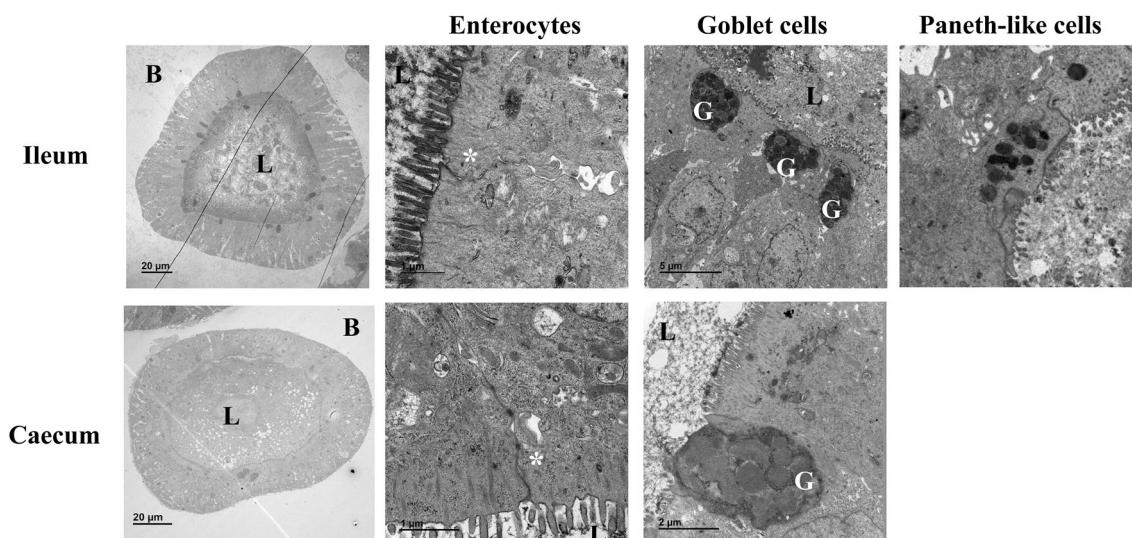 Enterocytes Goblet cells Paneth-like cells
Ileum
B
L
20 µm
L
*
1 µm
L
G
G
G
5 µm
Caecum
B
L
20 µm
*
L
1 µm
L
G
2 µm